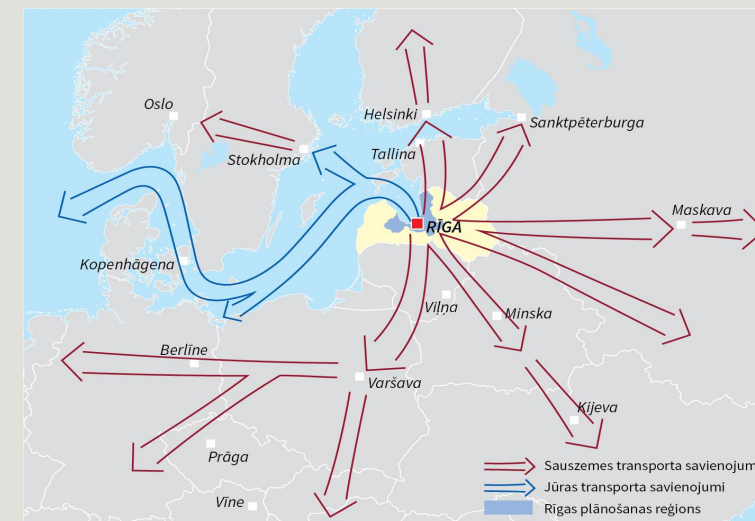 Oslo
Helsinki
Sanktpēterburga
Stokholma
Tallina
Maskava
RĪGA
Kopenhāgena
Viļņa
Minska
Berlīne
Varšava
Kijeva
Prāga
Vīne
Sauszemes transporta savienojumi
Jūras transporta savienojumi
Rīgas plānošanas reģions